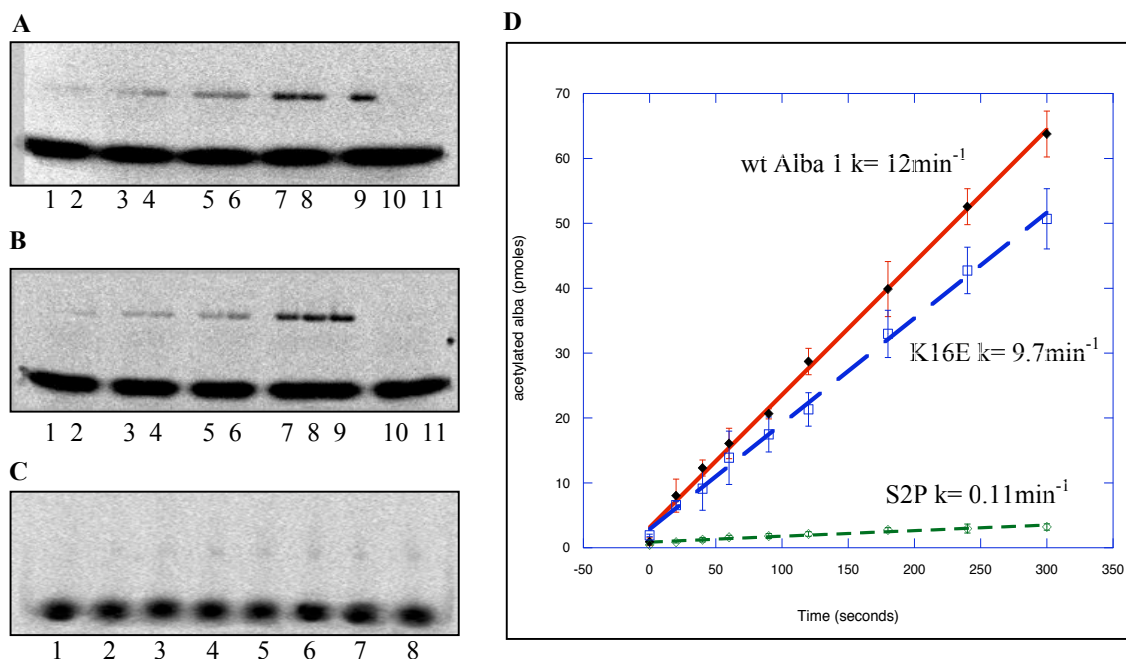 A
1 2 3 4 5 6 7 8 9 10 11
B
1 2 3 4 5 6 7 8 9 10 11
C
1 2 3 4 5 6 7 8
D
70
60
50
40
30
20
10
0
acetylated alba (pmoles)
wt Alba 1 k= 12min-1
K16E k= 9.7min-1
S2P k= 0.11min-1
-50 0 50 100 150 200 250 300 350
Time (seconds)